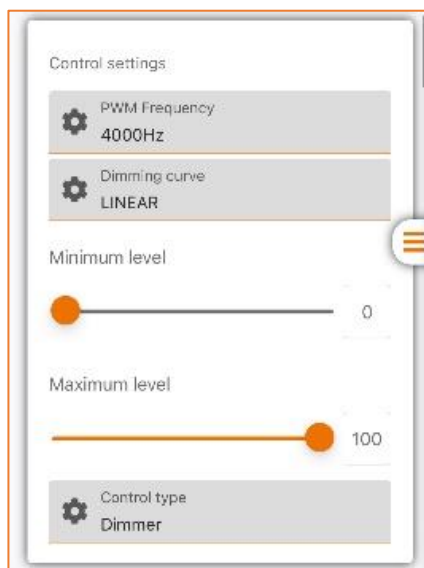 Control settings
PWM Frequency
4000Hz
Dimming curve
LINEAR
Minimum level
0
Maximum level
100
Control type
Dimmer